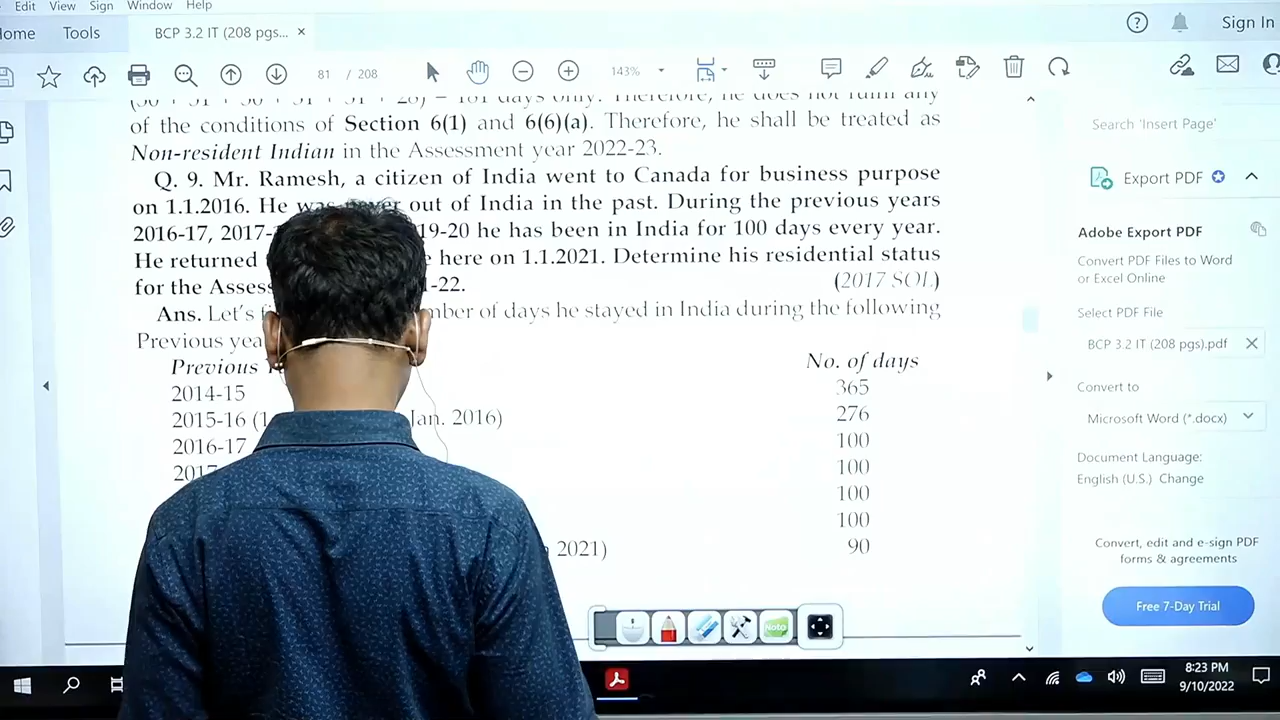 Edit View Sign Window Help
Home Tools BCP 3.2 IT (208 pgs... × Sign In
81 / 208 143%
of the conditions of Section 6(1) and 6(6)(a). Therefore, he shall be treated as
Non-resident Indian in the Assessment year 2022-23.
Q. 9. Mr. Ramesh, a citizen of India went to Canada for business purpose
on 1.1.2016. He was never out of India in the past. During the previous years
2016-17, 2017- 19-20 he has been in India for 100 days every year.
He returned here on 1.1.2021. Determine his residential status
for the Assess 1-22. (2017 SOL)
Ans. Let's number of days he stayed in India during the following
Previous yea
Previous No. of days
2014-15 365
2015-16 (1 Jan. 2016) 276
2016-17 100
2017- 100
100
100
2021) 90
Search 'Insert Page'
Export PDF
Adobe Export PDF
Convert PDF Files to Word
or Excel Online
Select PDF File
BCP 3.2 IT (208 pgs).pdf ×
Convert to
Microsoft Word (*.docx)
Document Language:
English (U.S.) Change
Convert, edit and e-sign PDF
forms & agreements
Free 7-Day Trial
Note
8:23 PM
9/10/2022